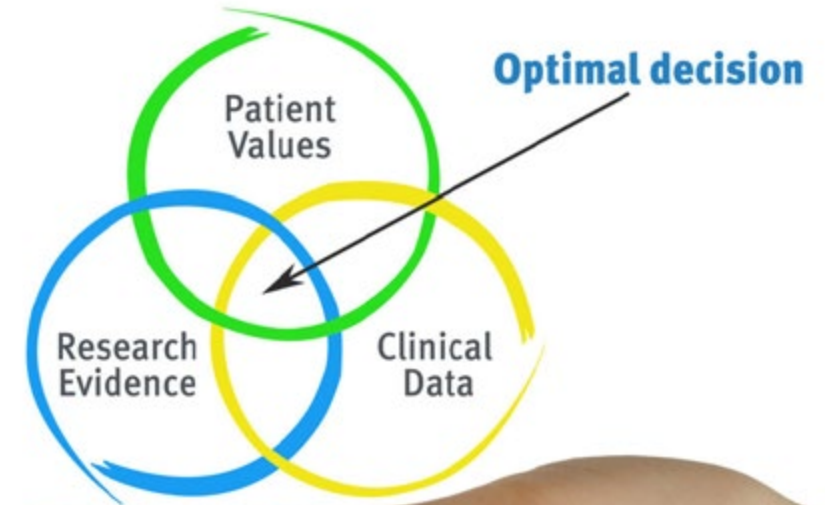 Optimal decision
Patient
Values
Research
Evidence
Clinical
Data